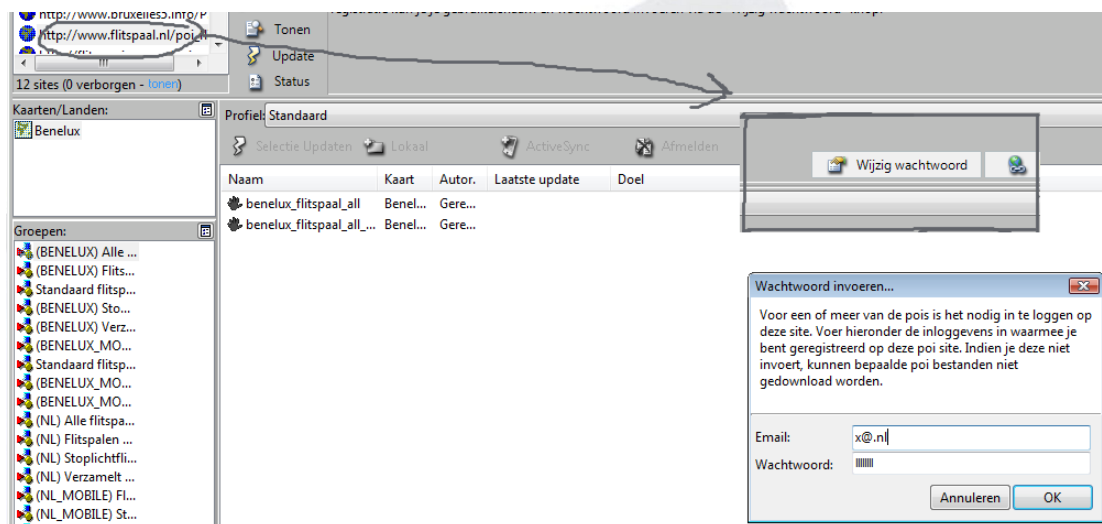 http://www.bruxelles5.info/P
http://www.flitspaal.nl/poi_
12 sites (0 verborgen - tonen)
Tonen
Update
Status
Kaarten/Landen:
Benelux
Profiel: Standaard
Selectie Updaten Lokaal ActiveSync Afmelden
Naam Kaart Autor. Laatste update Doel
benelux_flitspaal_all Benel... Gere...
benelux_flitspaal_all_... Benel... Gere...
Wijzig wachtwoord
Groepen:
(BENELUX) Alle ...
(BENELUX) Flits...
Standaard flitsp...
(BENELUX) Sto...
(BENELUX) Verz...
(BENELUX_MO...
Standaard flitsp...
(BENELUX_MO...
(BENELUX_MO...
(NL) Alle flitspa...
(NL) Flitspalen ...
(NL) Stoplichtfli...
(NL) Verzamelt ...
(NL_MOBILE) Fl...
(NL_MOBILE) St...
Wachtwoord invoeren...
Voor een of meer van de pois is het nodig in te loggen op
deze site. Voer hieronder de inloggevens in waarmee je
bent geregistreerd op deze poi site. Indien je deze niet
invoert, kunnen bepaalde poi bestanden niet
gedownload worden.
Email: x@.nl
Wachtwoord:
Annuleren OK